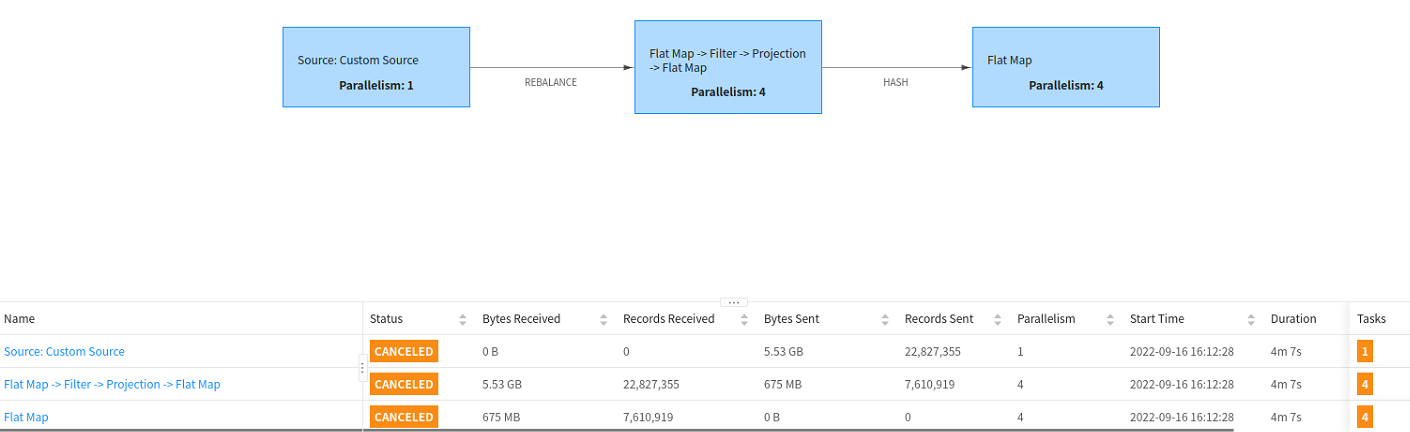 Source: Custom Source
Parallelism: 1
REBALANCE
Flat Map -> Filter -> Projection
-> Flat Map
Parallelism: 4
HASH
Flat Map
Parallelism: 4
Name Status Bytes Received Records Received Bytes Sent Records Sent Parallelism Start Time Duration Tasks
Source: Custom Source CANCELED 0 B 0 5.53 GB 22,827,355 1 2022-09-16 16:12:28 4m 7s 1
Flat Map -> Filter -> Projection -> Flat Map CANCELED 5.53 GB 22,827,355 675 MB 7,610,919 4 2022-09-16 16:12:28 4m 7s 4
Flat Map CANCELED 675 MB 7,610,919 0 B 0 4 2022-09-16 16:12:28 4m 7s 4